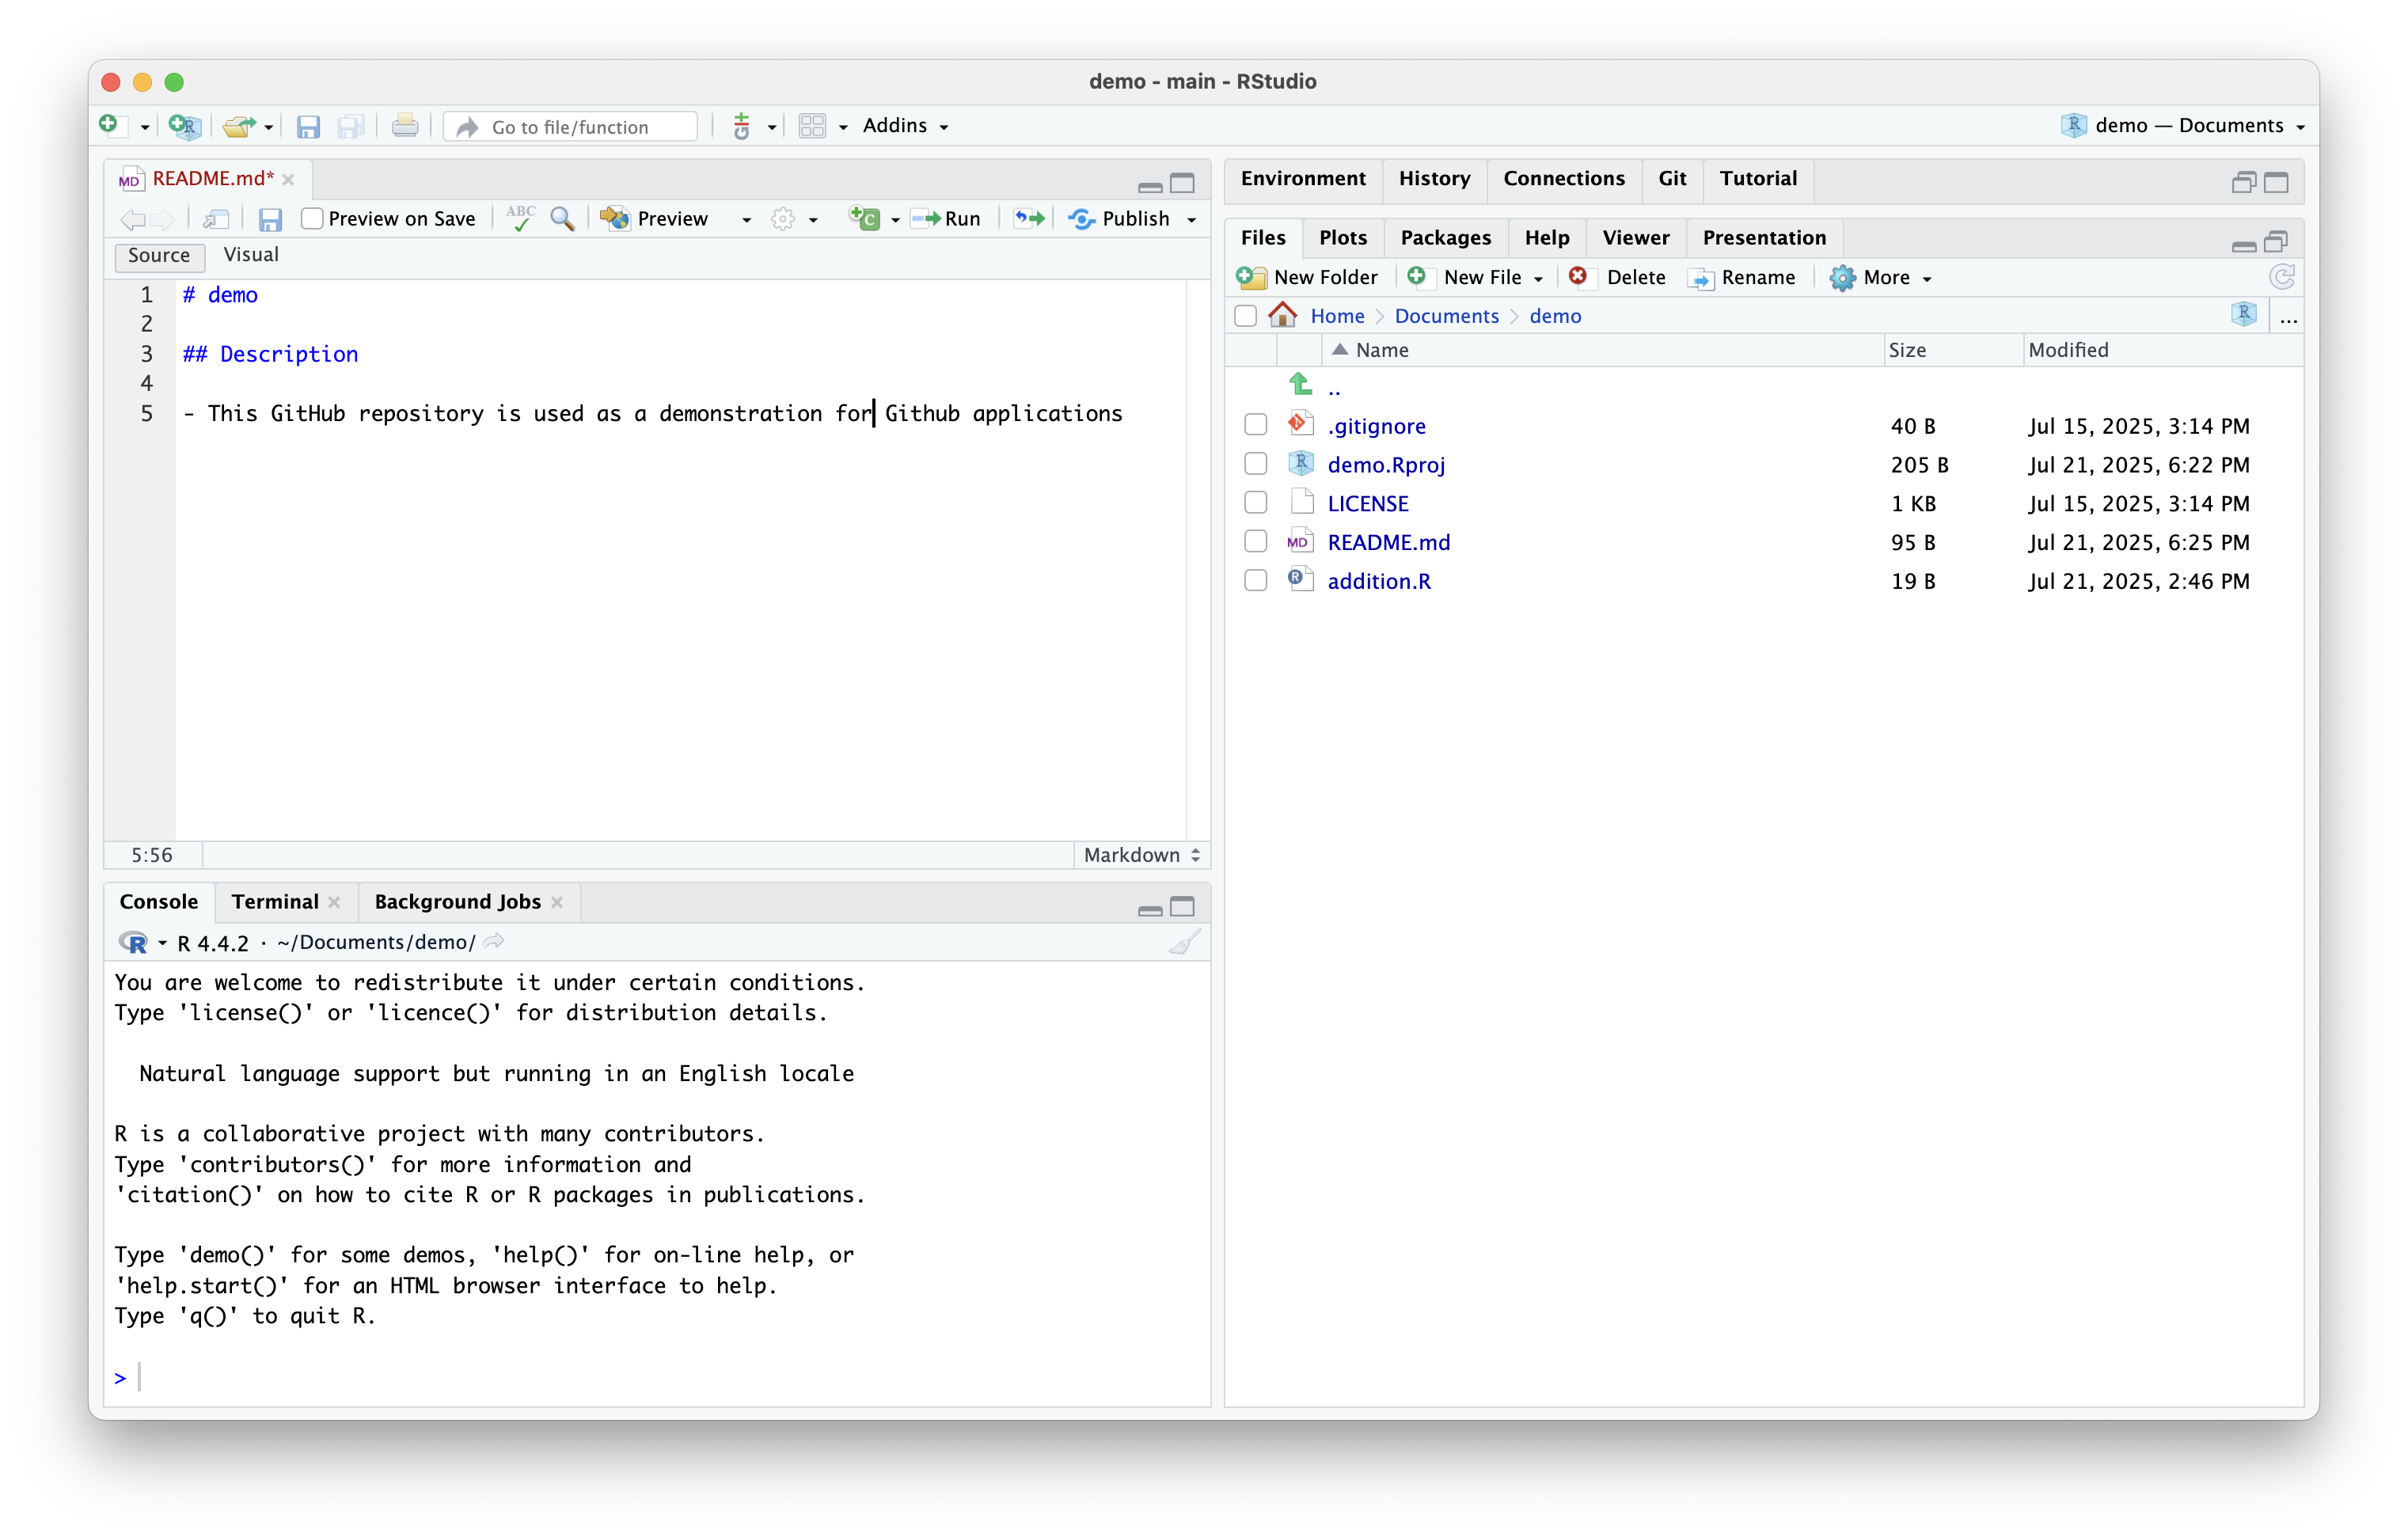 demo - main - RStudio
Go to file/function
Addins
demo — Documents
MD README.md*
Preview on Save
ABC
Preview
Run
Publish
Source
Visual
1 # demo
2
3 ## Description
4
5 - This GitHub repository is used as a demonstration for Github applications
5:56
Markdown
Console
Terminal
Background Jobs
R 4.4.2 · ~/Documents/demo/
You are welcome to redistribute it under certain conditions.
Type 'license()' or 'licence()' for distribution details.
Natural language support but running in an English locale
R is a collaborative project with many contributors.
Type 'contributors()' for more information and
'citation()' on how to cite R or R packages in publications.
Type 'demo()' for some demos, 'help()' for on-line help, or
'help.start()' for an HTML browser interface to help.
Type 'q()' to quit R.
>
Environment
History
Connections
Git
Tutorial
Files
Plots
Packages
Help
Viewer
Presentation
New Folder
New File
Delete
Rename
More
Home
Documents
demo
...
Name Size Modified
..
.gitignore 40 B Jul 15, 2025, 3:14 PM
demo.Rproj 205 B Jul 21, 2025, 6:22 PM
LICENSE 1 KB Jul 15, 2025, 3:14 PM
MD README.md 95 B Jul 21, 2025, 6:25 PM
addition.R 19 B Jul 21, 2025, 2:46 PM